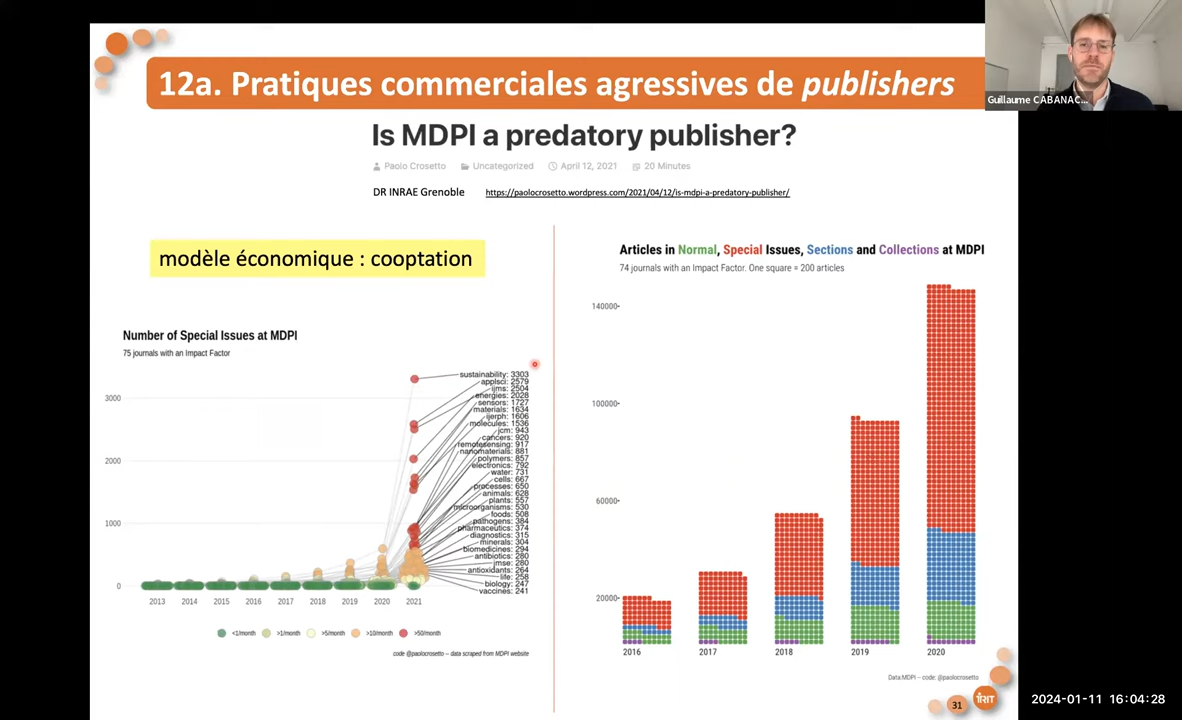 12a. Pratiques commerciales agressives de publishers
Guillaume CABANAC...
Is MDPI a predatory publisher?
Paolo Crosetto Uncategorized April 12, 2021 20 Minutes
DR INRAE Grenoble https://paolocrosetto.wordpress.com/2021/04/12/is-mdpi-a-predatory-publisher/
modèle économique : cooptation
Number of Special Issues at MDPI
75 journals with an Impact Factor
3000
2000
1000
0
2013 2014 2015 2016 2017 2018 2019 2020 2021
sustainability: 3303
applsci: 2579
ijms: 2504
energies: 2028
sensors: 1727
materials: 1634
ijerph: 1606
molecules: 1536
jcm: 943
cancers: 920
remotesensing: 917
nanomaterials: 881
polymers: 857
electronics: 792
water: 731
cells: 667
processes: 650
animals: 628
plants: 557
microorganisms: 530
foods: 508
pathogens: 384
pharmaceutics: 374
diagnostics: 315
minerals: 304
biomedicines: 294
antibiotics: 280
jmse: 280
antioxidants: 264
life: 258
biology: 247
vaccines: 241
<1/month >1/month >5/month >10/month >50/month
code @paolocrosetto -- data scraped from MDPI website
Articles in Normal, Special Issues, Sections and Collections at MDPI
74 journals with an Impact Factor. One square = 200 articles
140000
100000
60000
20000
2016 2017 2018 2019 2020
Data:MDPI - code: @paolocrosetto
31
IRIT
2024-01-11 16:04:28